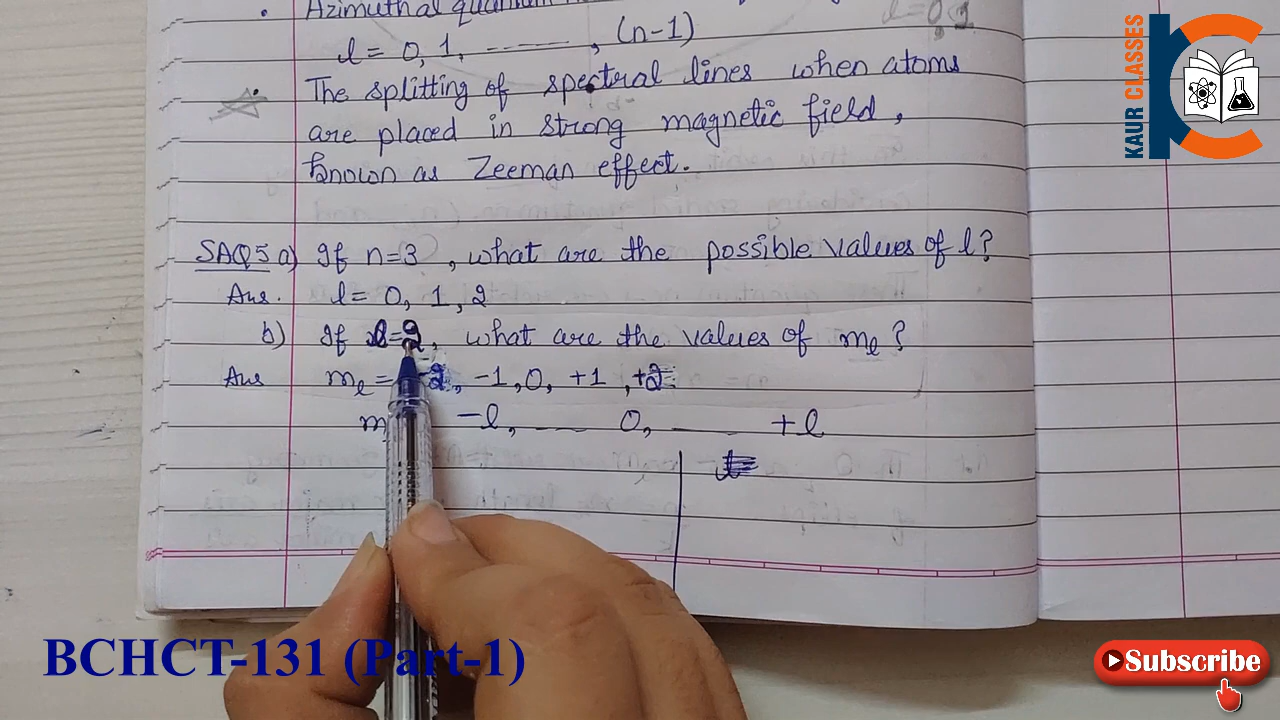 Azimuthal quantum
l = 0, 1, ------, (n-1)
The splitting of spectral lines when atoms
are placed in strong magnetic field,
known as Zeeman effect.
SAQ5 a) If n=3, what are the possible values of l?
Ans. l = 0, 1, 2
b) If l=2, what are the values of mₗ?
Ans mₗ = -2, -1, 0, +1, +2
m -l, ---- 0, ---- +l
KAUR CLASSES
BCHCT-131 (Part-1)
Subscribe